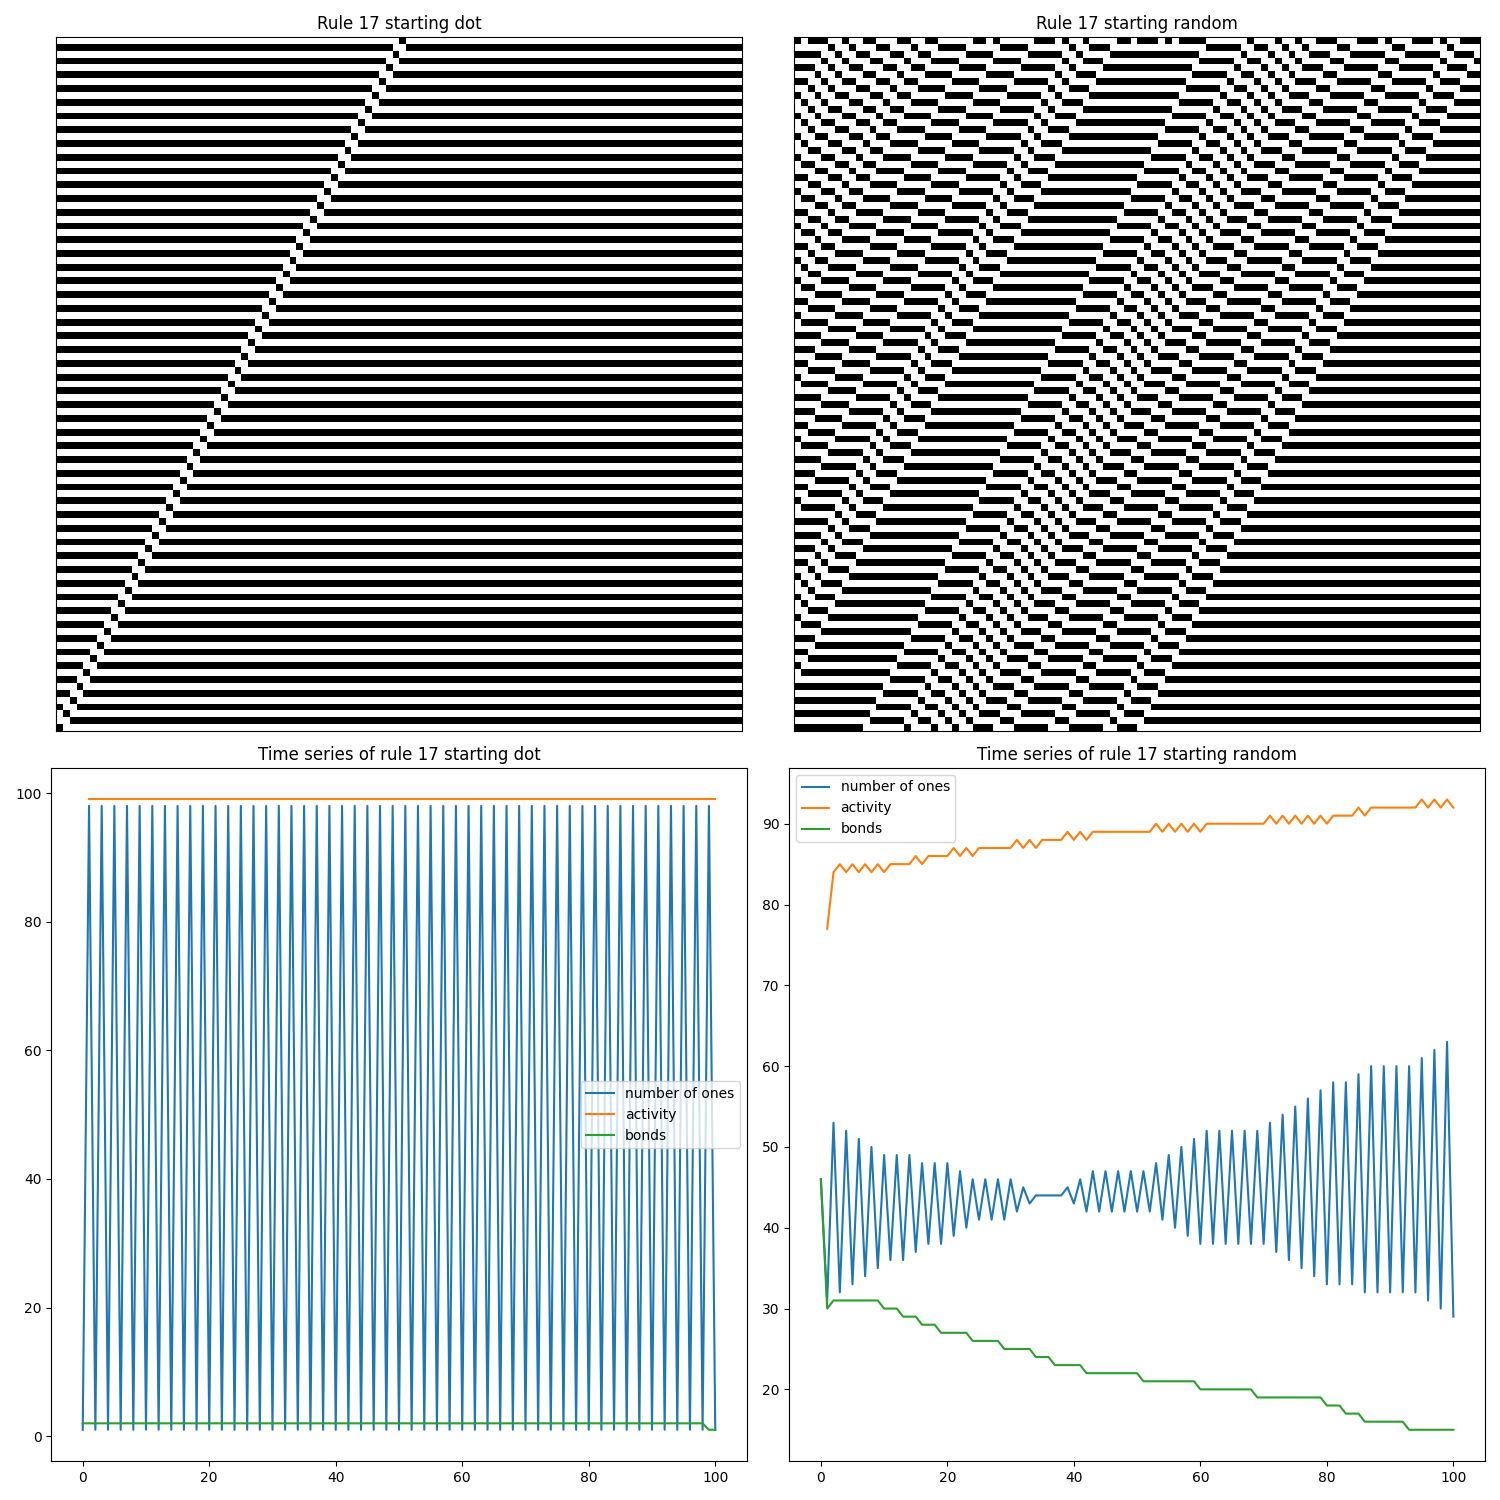 Rule 17 starting dot
Rule 17 starting random
Time series of rule 17 starting dot
100
80
60
40
20
0
number of ones
activity
bonds
0 20 40 60 80 100
Time series of rule 17 starting random
number of ones
activity
bonds
90
80
70
60
50
40
30
20
0 20 40 60 80 100